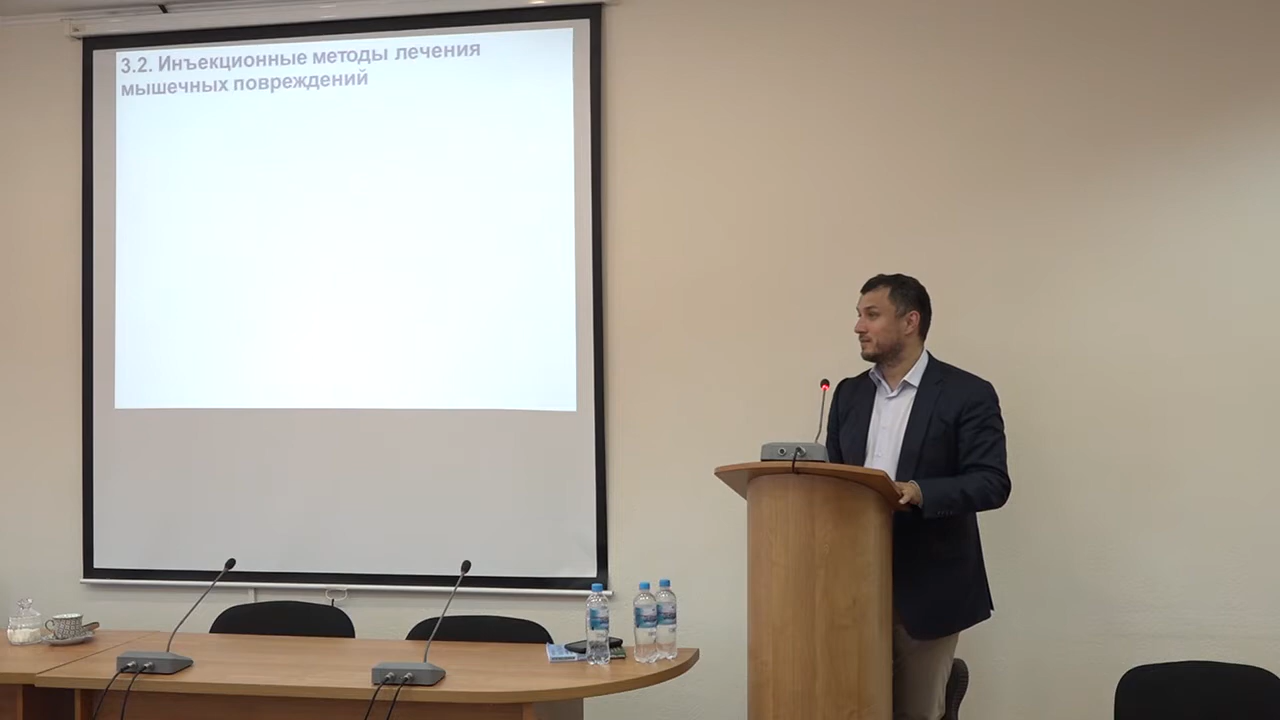 3.2. Инъекционные методы лечения
мышечных повреждений